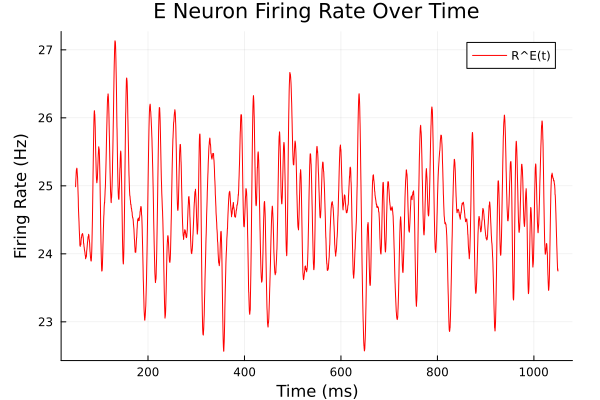 E Neuron Firing Rate Over Time
R^E(t)
Firing Rate (Hz)
27
26
25
24
23
200 400 600 800 1000
Time (ms)